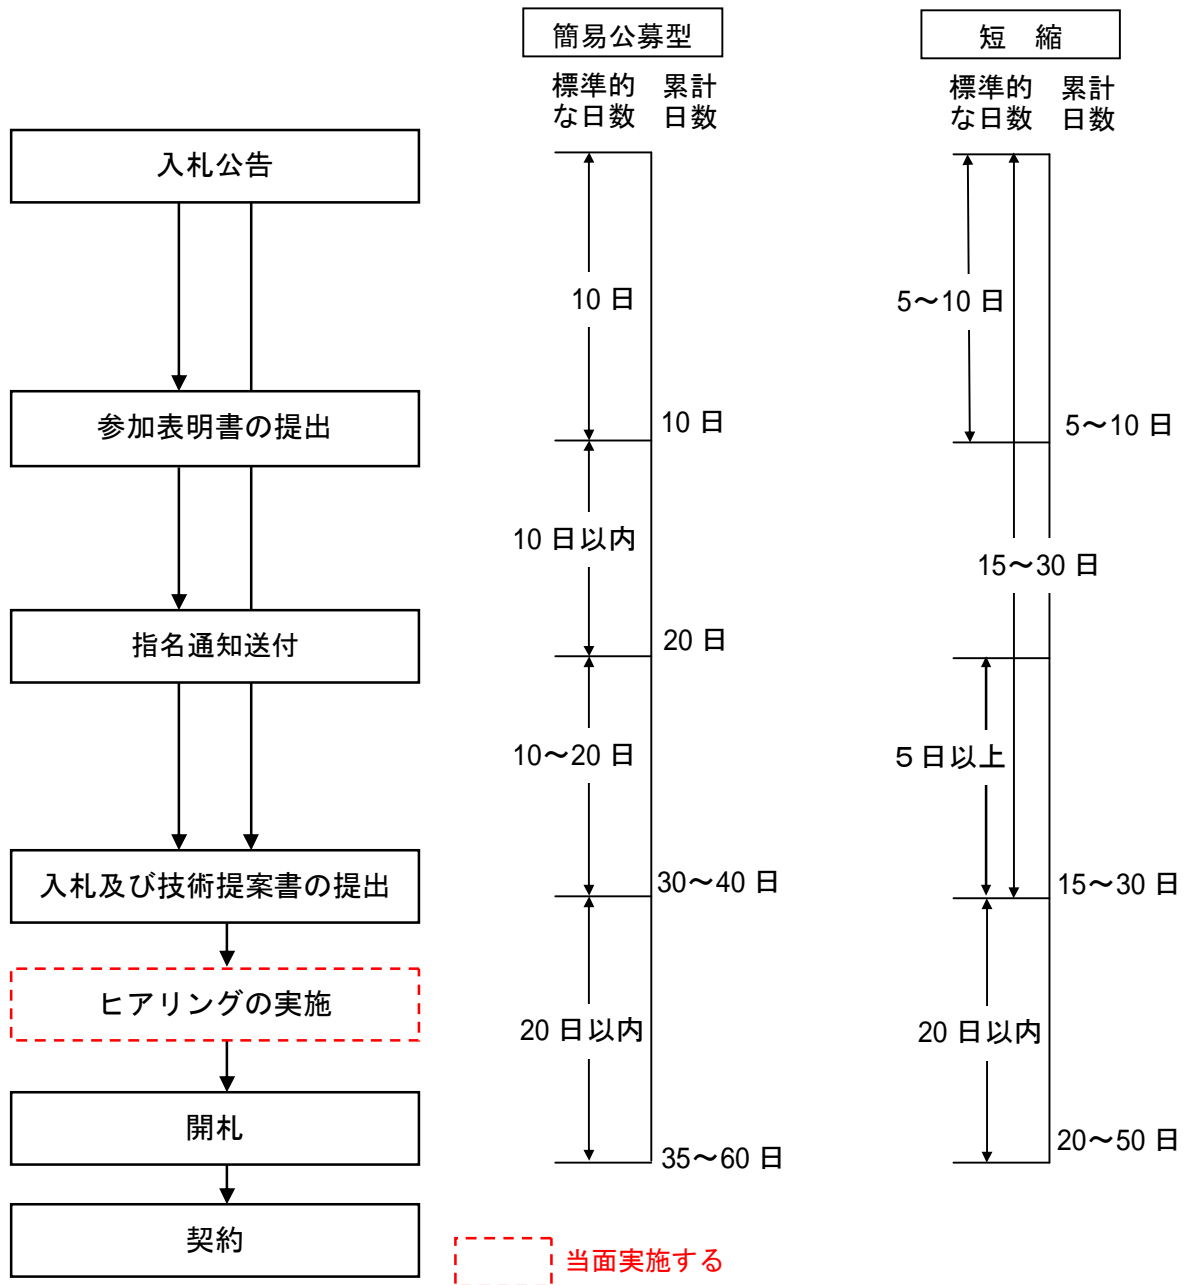 簡易公募型
短　縮
標準的
な日数
累計
日数
標準的
な日数
累計
日数
入札公告
10 日
5～10 日
参加表明書の提出
10 日
5～10 日
10 日以内
15～30 日
指名通知送付
20 日
10～20 日
５日以上
入札及び技術提案書の提出
30～40 日
15～30 日
ヒアリングの実施
20 日以内
20 日以内
開札
35～60 日
20～50 日
契約
当面実施する